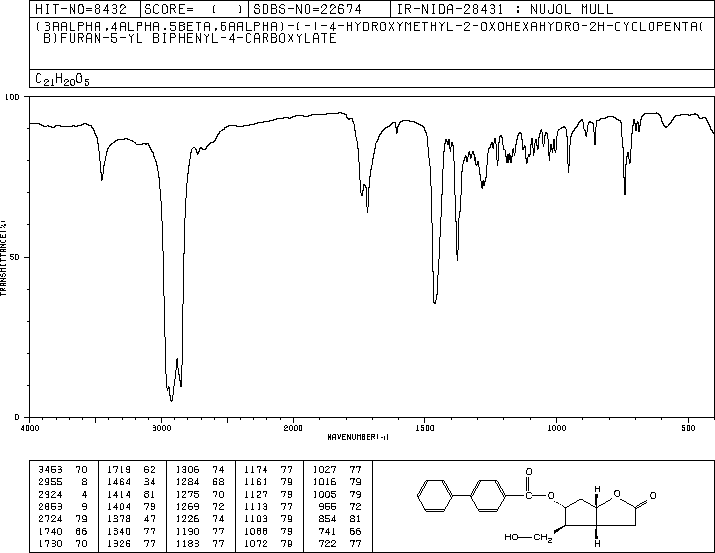 HIT-NO=8432 SCORE= ( ) SDBS-NO=22674 IR-NIDA-28431 : NUJOL MULL
(3AALPHA,4ALPHA,5BETA,6AALPHA)-(-)-4-HYDROXYMETHYL-2-OXOHEXAHYDRO-2H-CYCLOPENTA(
B)FURAN-5-YL BIPHENYL-4-CARBOXYLATE
C21H20O5
100
50
0
TRANSMITTANCE(%)
4000 3000 2000 1500 1000 500
WAVENUMBER(-1)
3463 70 1719 62 1306 74 1174 77 1027 77
2955 8 1464 34 1284 68 1161 79 1016 79
2924 4 1414 81 1275 70 1127 79 1005 79
2853 9 1404 79 1269 72 1113 77 956 72
2724 79 1378 47 1226 74 1103 79 854 81
1740 66 1340 77 1190 77 1088 79 741 66
1730 70 1326 77 1183 77 1072 79 722 77
O
O
H
O
O
HO-CH2
H